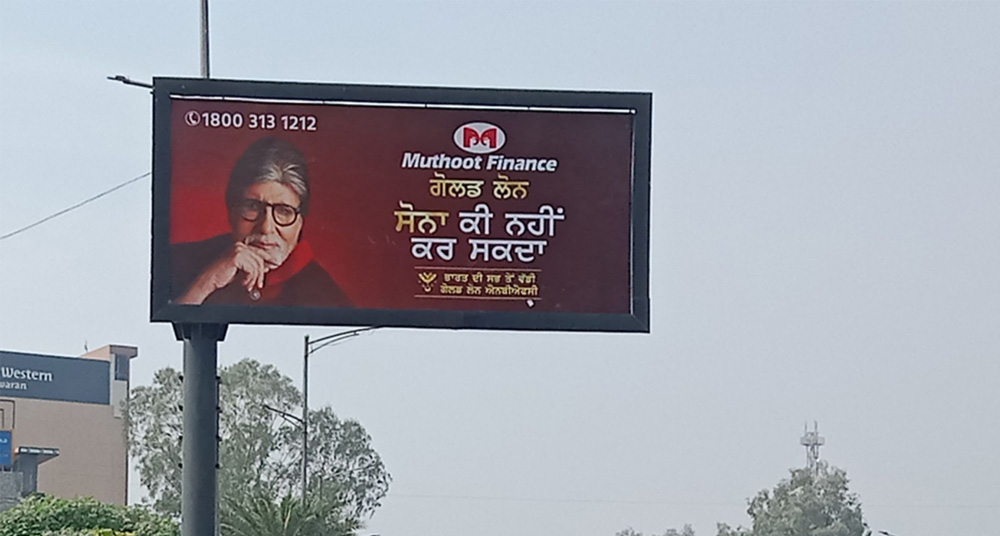 1800 313 1212
Muthoot Finance
ਗੋਲਡ ਲੋਨ
ਸੋਨਾ ਕੀ ਨਹੀਂ
ਕਰ ਸਕਦਾ
ਭਾਰਤ ਦੀ ਸਭ ਤੋਂ ਵੱਡੀ
ਗੋਲਡ ਲੋਨ ਐਨਬੀਐਫਸੀ
Western